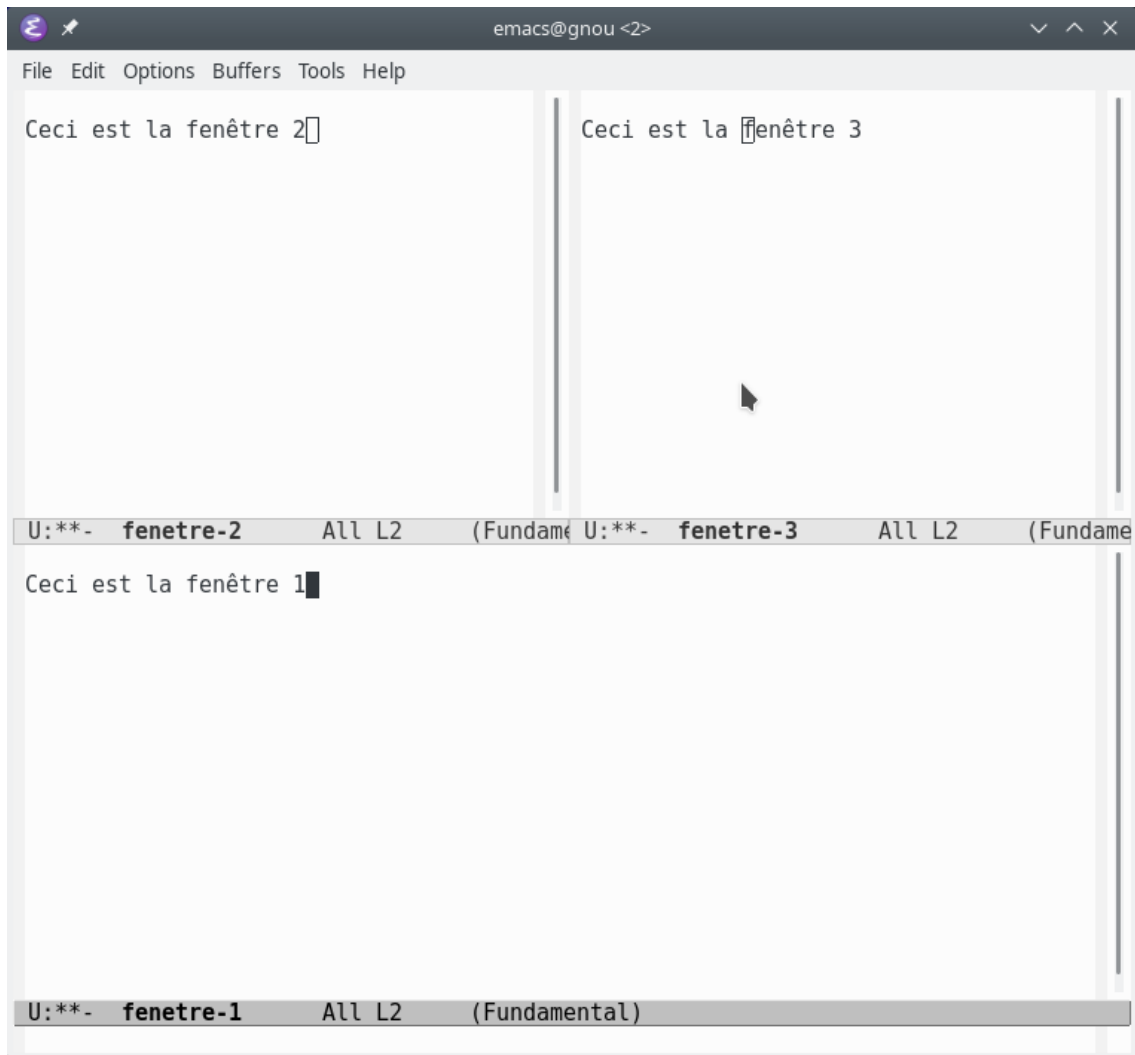 emacs@gnou <2>
File Edit Options Buffers Tools Help
Ceci est la fenêtre 2
U:**-  fenetre-2      All L2     (Fundame
Ceci est la fenêtre 3
U:**-  fenetre-3      All L2     (Fundame
Ceci est la fenêtre 1
U:**-  fenetre-1      All L2     (Fundamental)